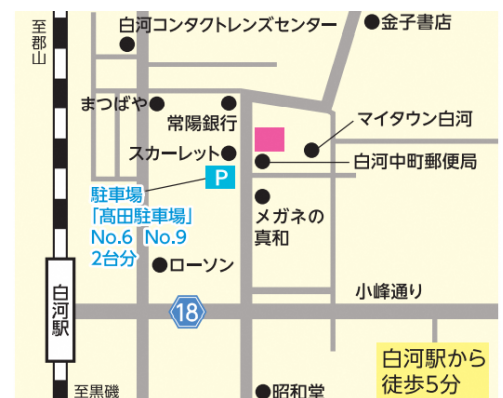 至郡山
白河コンタクトレンズセンター
金子書店
まつばや
常陽銀行
マイタウン白河
スカーレット
白河中町郵便局
P
駐車場
「髙田駐車場」
No.6 No.9
2台分
メガネの
真和
ローソン
白河駅
小峰通り
18
白河駅から
徒歩5分
至黒磯
昭和堂